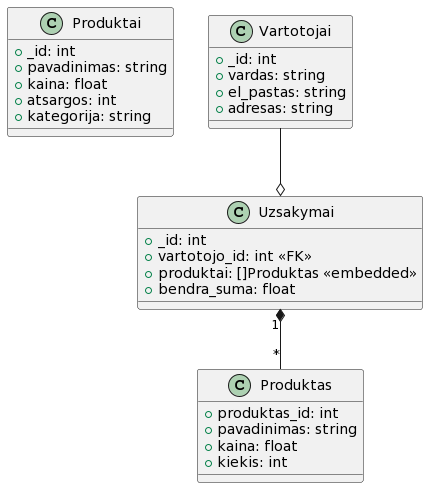 C Produktai
_id: int
pavadinimas: string
kaina: float
atsargos: int
kategorija: string
C Vartotojai
_id: int
vardas: string
el_pastas: string
adresas: string
C Uzsakymai
_id: int
vartotojo_id: int «FK»
produktai: []Produktas «embedded»
bendra_suma: float
1
*
C Produktas
produktas_id: int
pavadinimas: string
kaina: float
kiekis: int